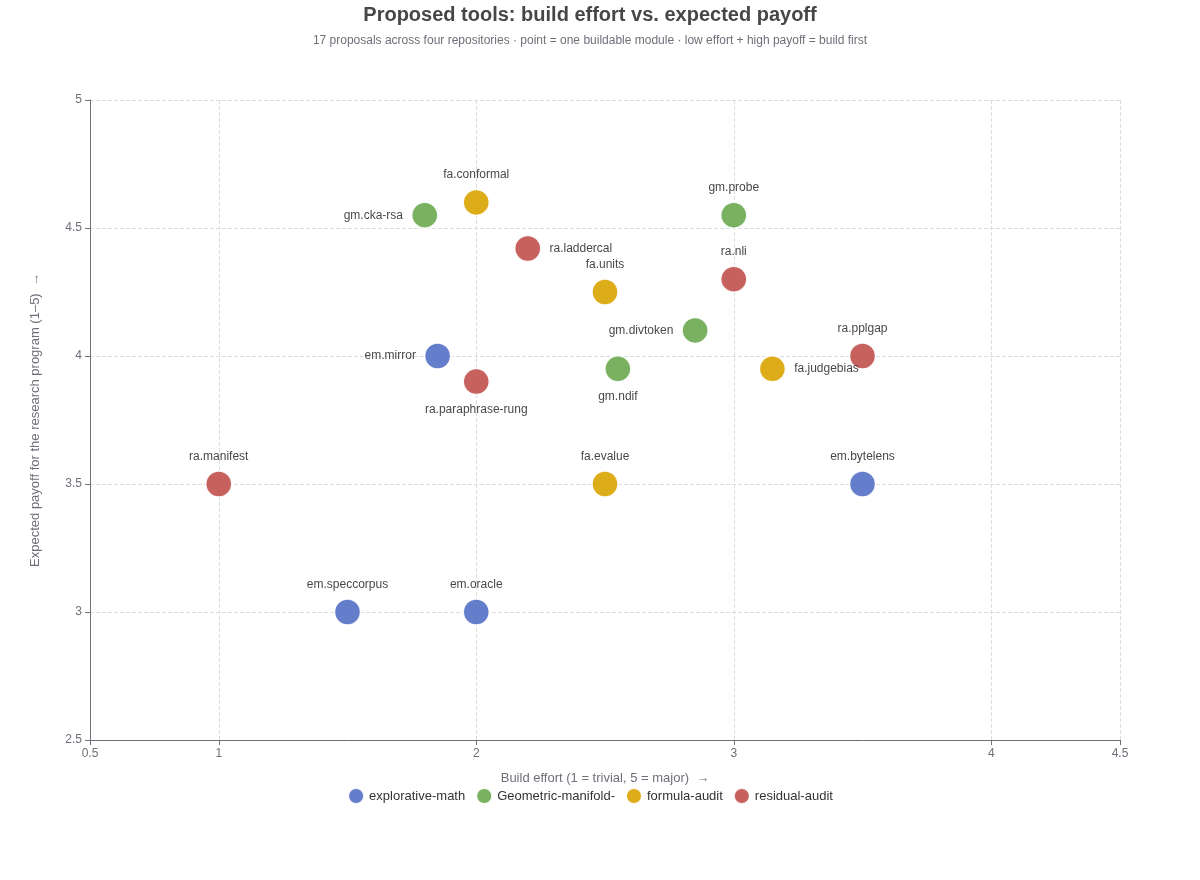 Proposed tools: build effort vs. expected payoff
17 proposals across four repositories · point = one buildable module · low effort + high payoff = build first
5
fa.conformal
gm.probe
gm.cka-rsa
4.5
ra.laddercal
ra.nli
fa.units
gm.divtoken
ra.pplgap
em.mirror
4
fa.judgebias
gm.ndif
ra.paraphrase-rung
ra.manifest
fa.evalue
em.bytelens
3.5
em.speccorpus
em.oracle
3
2.5
Expected payoff for the research program (1–5) →
0.5 1 2 3 4 4.5
Build effort (1 = trivial, 5 = major) →
explorative-math Geometric-manifold- formula-audit residual-audit